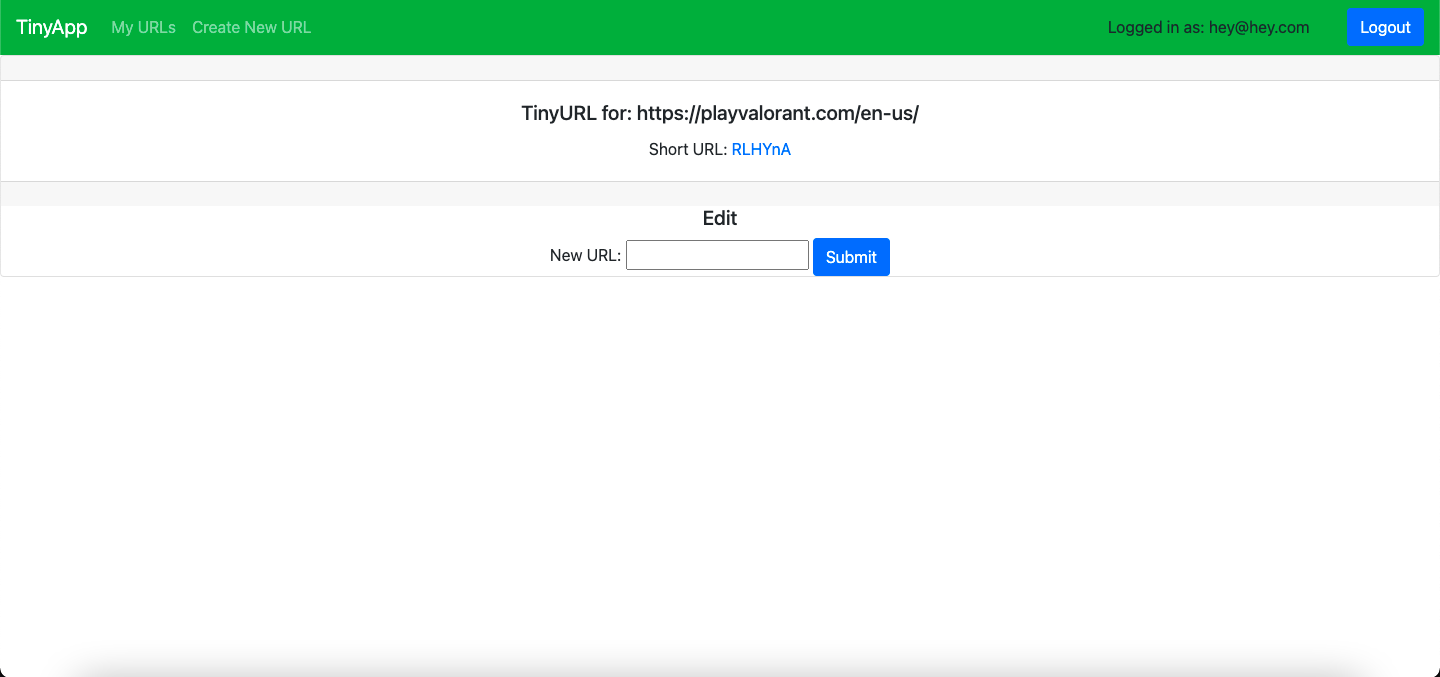 TinyApp My URLs Create New URL Logged in as: hey@hey.com Logout
TinyURL for: https://playvalorant.com/en-us/
Short URL: RLHYnA
Edit
New URL: Submit